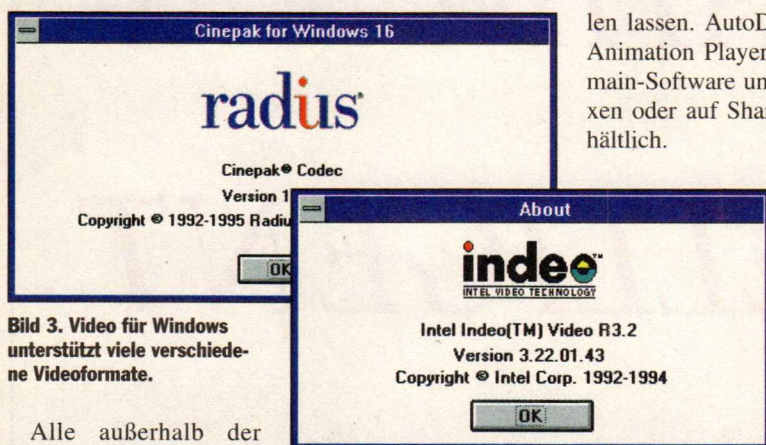 Cinepak for Windows 16
radius
Cinepak® Codec
Version 1
Copyright © 1992-1995 Radiu
OK
About
indeo™
INTEL VIDEO TECHNOLOGY
Intel Indeo(TM) Video R3.2
Version 3.22.01.43
Copyright © Intel Corp. 1992-1994
OK
Bild 3. Video für Windows
unterstützt viele verschiede-
ne Videoformate.
Alle außerhalb der
len lassen. AutoD
Animation Player
main-Software un
xen oder auf Shar
hältlich.